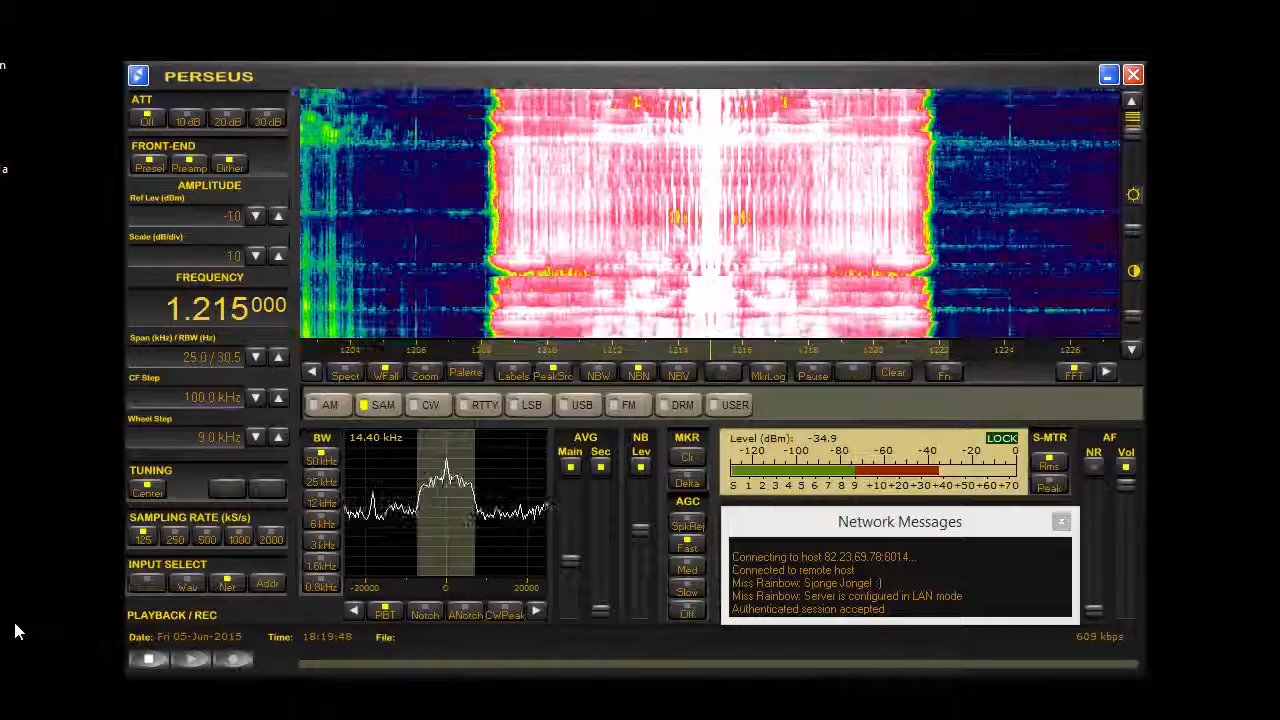 n
a
PERSEUS
ATT
Off 10 dB 20 dB 30 dB
FRONT-END
Presel Preamp Dither
AMPLITUDE
Ref Lev (dBm)
-10
Scale (dB/div)
10
FREQUENCY
1.215000
Span (kHz) / RBW (Hz)
25.0 / 30.5
CF Step
100.0 kHz
Wheel Step
9.0 kHz
TUNING
Center
SAMPLING RATE (kS/s)
125 250 500 1000 2000
INPUT SELECT
Wav Net Addr
PLAYBACK / REC
Date: Fri 05-Jun-2015 Time: 18:19:48 File: 609 kbps
1204 1206 1208 1210 1212 1214 1216 1218 1220 1222 1224 1226
Spect WFall Zoom Palette Labels PeakSrc NBW NBN NBV MkrLog Pause Clear Fn FFT
AM SAM CW RTTY LSB USB FM DRM USER
BW
50 kHz
25 kHz
12 kHz
6 kHz
3 kHz
1.6kHz
0.8kHz
14.40 kHz
-20000 0 20000
PBT Notch ANotch CWPeak
AVG
Main Sec
NB
Lev
MKR
Clr
Delta
AGC
SpkRej
Fast
Med
Slow
Off
Level (dBm): -34.9 LOCK
-120 -100 -80 -60 -40 -20 0
S 1 2 3 4 5 6 7 8 9 +10 +20 +30 +40 +50 +60 +70
S-MTR
Rms
Peak
AF
NR Vol
Network Messages
x
Connecting to host 82.23.69.78:8014...
Connected to remote host
Miss Rainbow: Sjonge Jonge! :)
Miss Rainbow: Server is configured in LAN mode
Authenticated session accepted